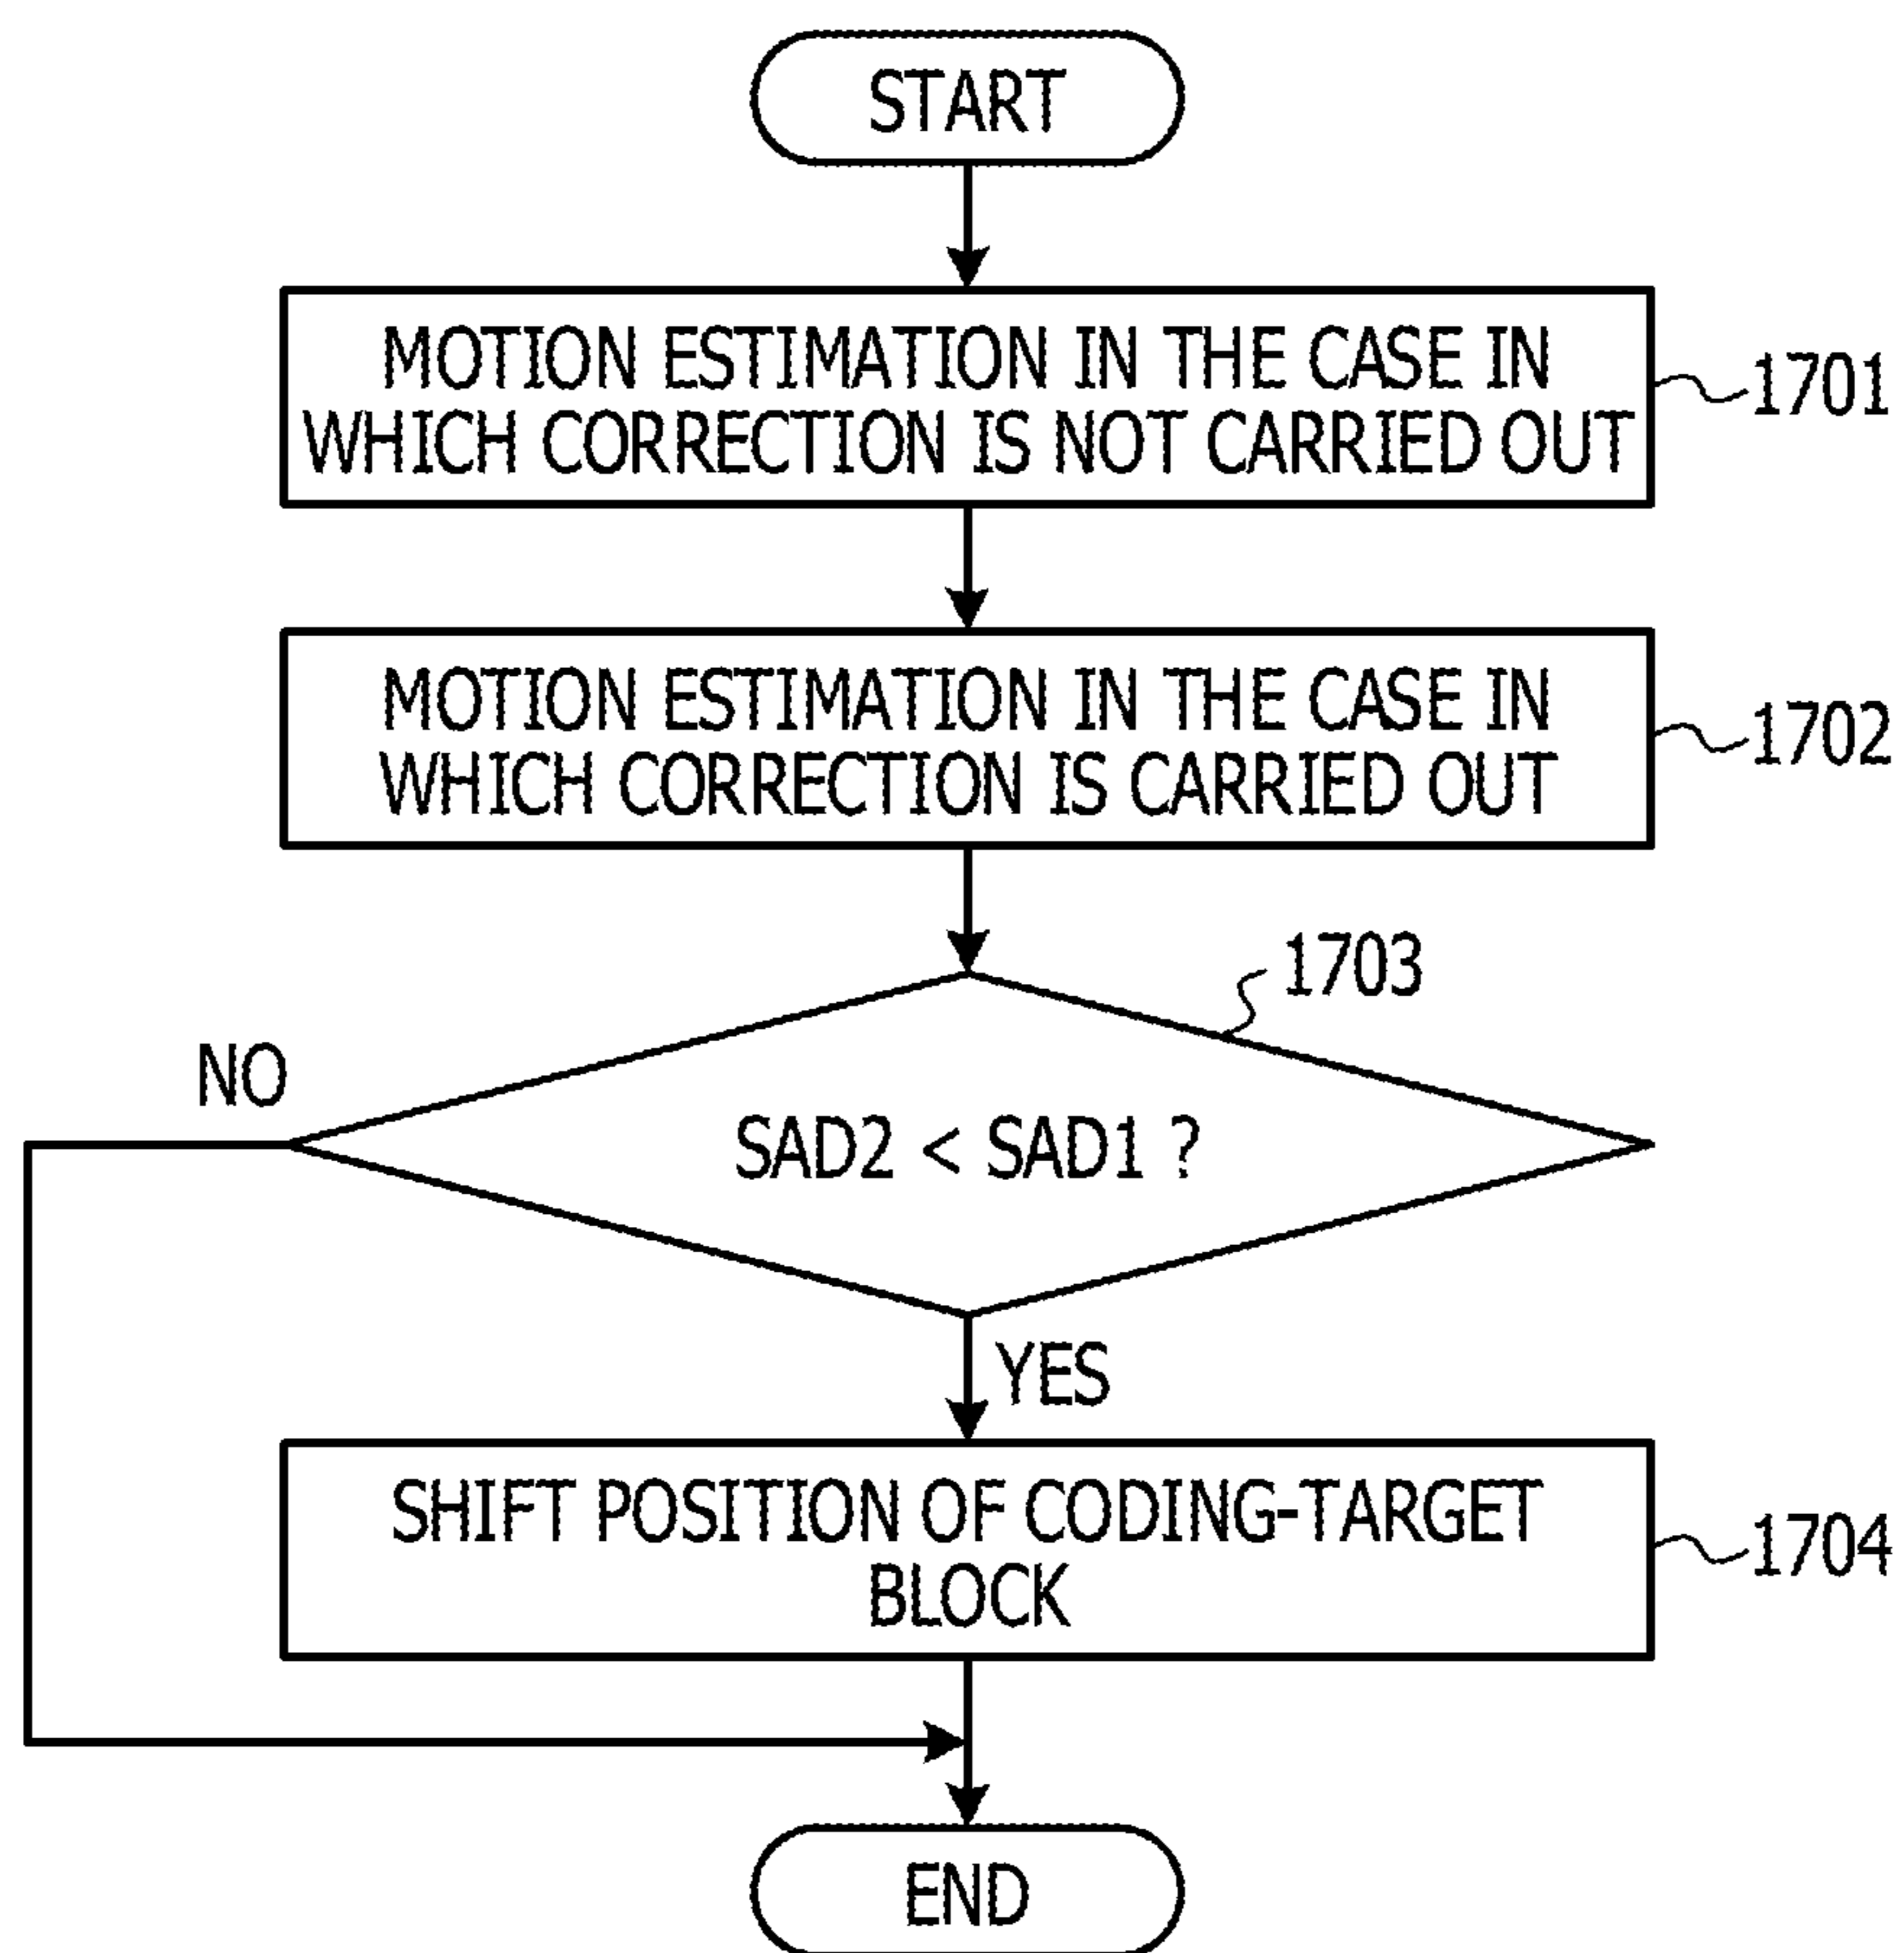 START
MOTION ESTIMATION IN THE CASE IN
WHICH CORRECTION IS NOT CARRIED OUT
1701
MOTION ESTIMATION IN THE CASE IN
WHICH CORRECTION IS CARRIED OUT
1702
1703
NO
SAD2 < SAD1 ?
YES
SHIFT POSITION OF CODING-TARGET
BLOCK
1704
END